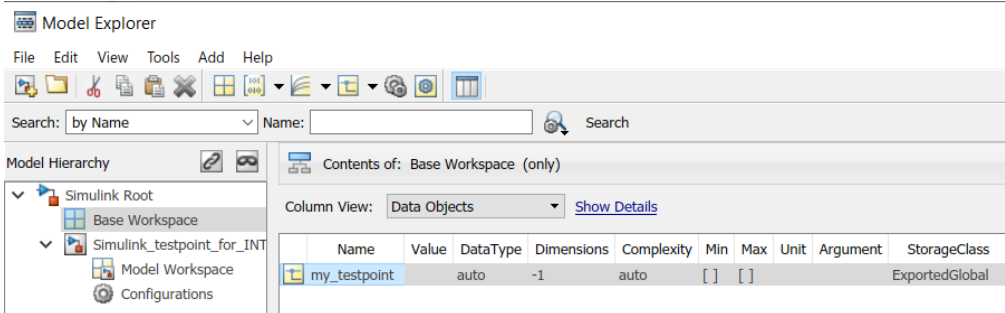 Model Explorer
File Edit View Tools Add Help
Search: by Name Name: Search
Model Hierarchy
Simulink Root
Base Workspace
Simulink_testpoint_for_INT
Model Workspace
Configurations
Contents of: Base Workspace (only)
Column View: Data Objects Show Details
Name Value DataType Dimensions Complexity Min Max Unit Argument StorageClass
my_testpoint auto -1 auto [ ] [ ] ExportedGlobal